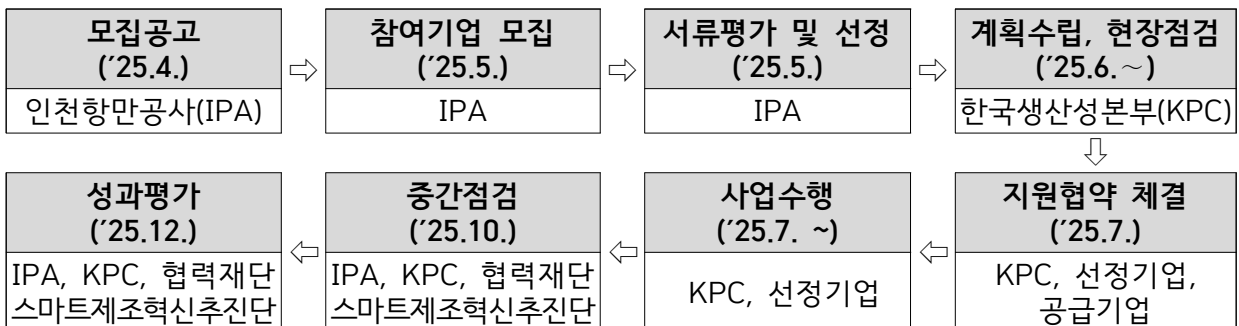 모집공고
(´25.4.)
인천항만공사(IPA)
참여기업 모집
(´25.5.)
IPA
서류평가 및 선정
(´25.5.)
IPA
계획수립, 현장점검
(´25.6.～)
한국생산성본부(KPC)
지원협약 체결
(´25.7.)
KPC, 선정기업,
공급기업
사업수행
(´25.7. ~)
KPC, 선정기업
중간점검
(´25.10.)
IPA, KPC, 협력재단
스마트제조혁신추진단
성과평가
(´25.12.)
IPA, KPC, 협력재단
스마트제조혁신추진단